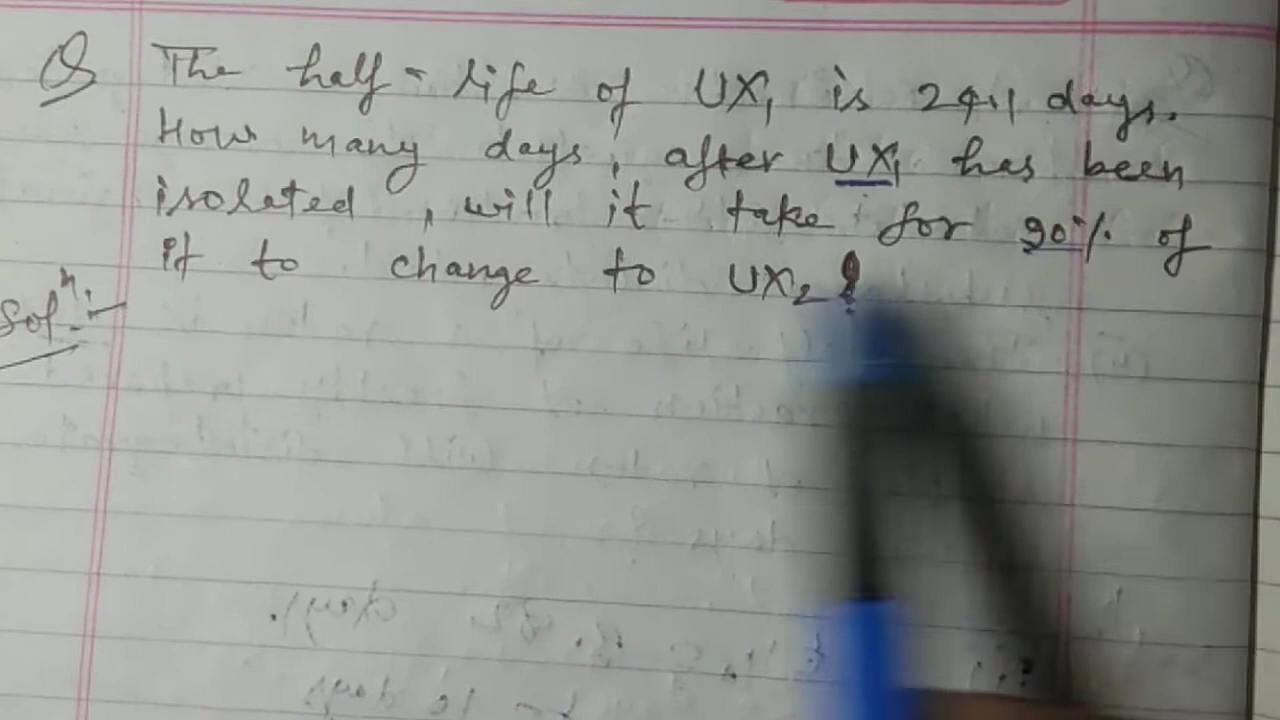 Q The half-life of UX₁ is 24.1 days.
How many days, after UX₁ has been
isolated, will it take for 90% of
it to change to UX₂?
Solⁿ:-